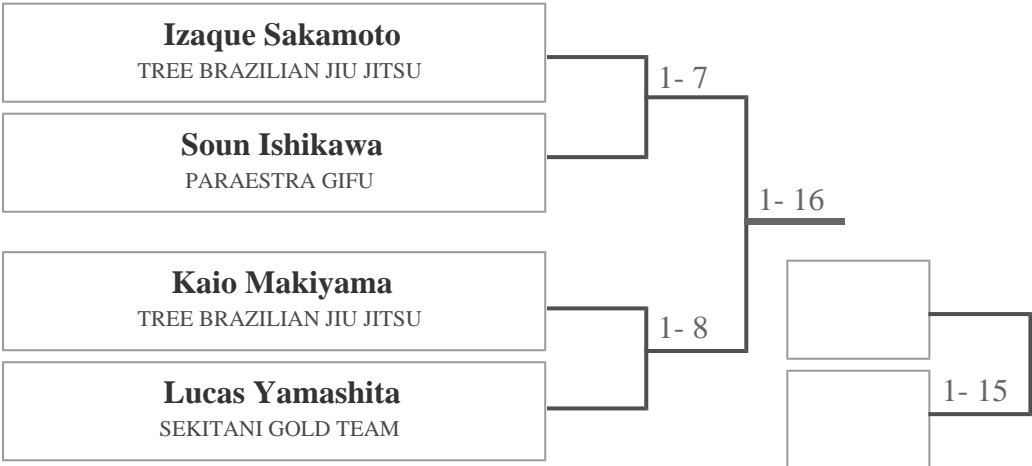 Izaque Sakamoto
TREE BRAZILIAN JIU JITSU
1- 7
Soun Ishikawa
PARAESTRA GIFU
1- 16
Kaio Makiyama
TREE BRAZILIAN JIU JITSU
1- 8
Lucas Yamashita
SEKITANI GOLD TEAM
1- 15